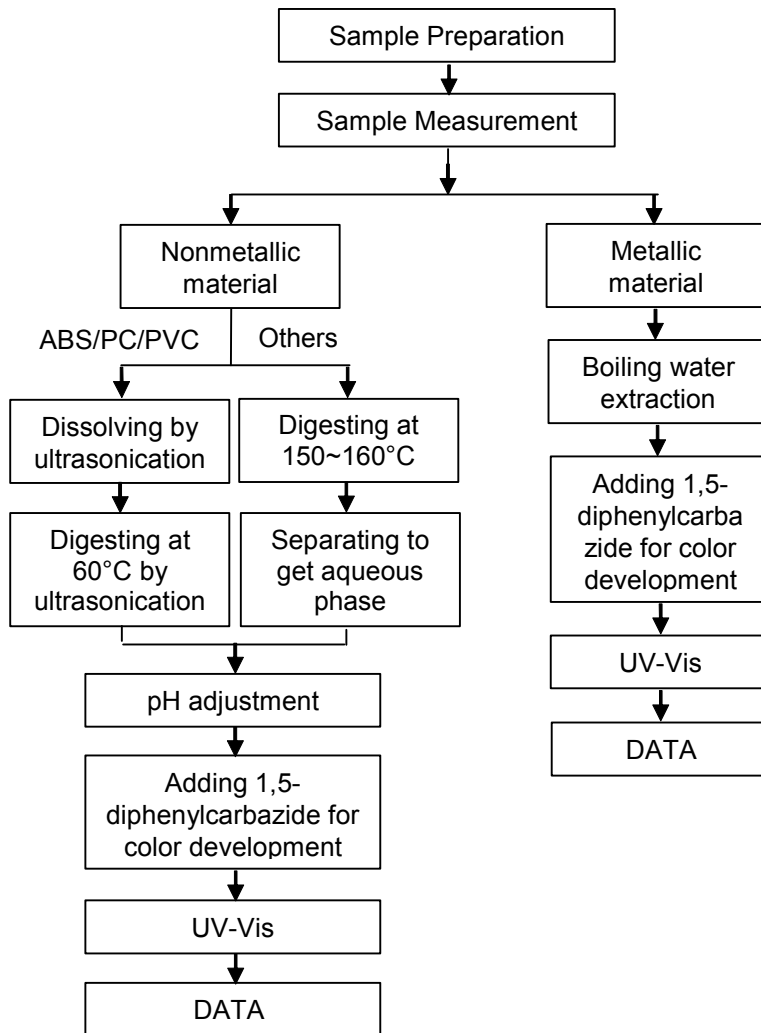 Sample Preparation
Sample Measurement
Nonmetallic
material
ABS/PC/PVC
Others
Dissolving by
ultrasonication
Digesting at
150~160°C
Digesting at
60°C by
ultrasonication
Separating to
get aqueous
phase
pH adjustment
Adding 1,5-
diphenylcarbazide for
color development
UV-Vis
DATA
Metallic
material
Boiling water
extraction
Adding 1,5-
diphenylcarba
zide for color
development
UV-Vis
DATA